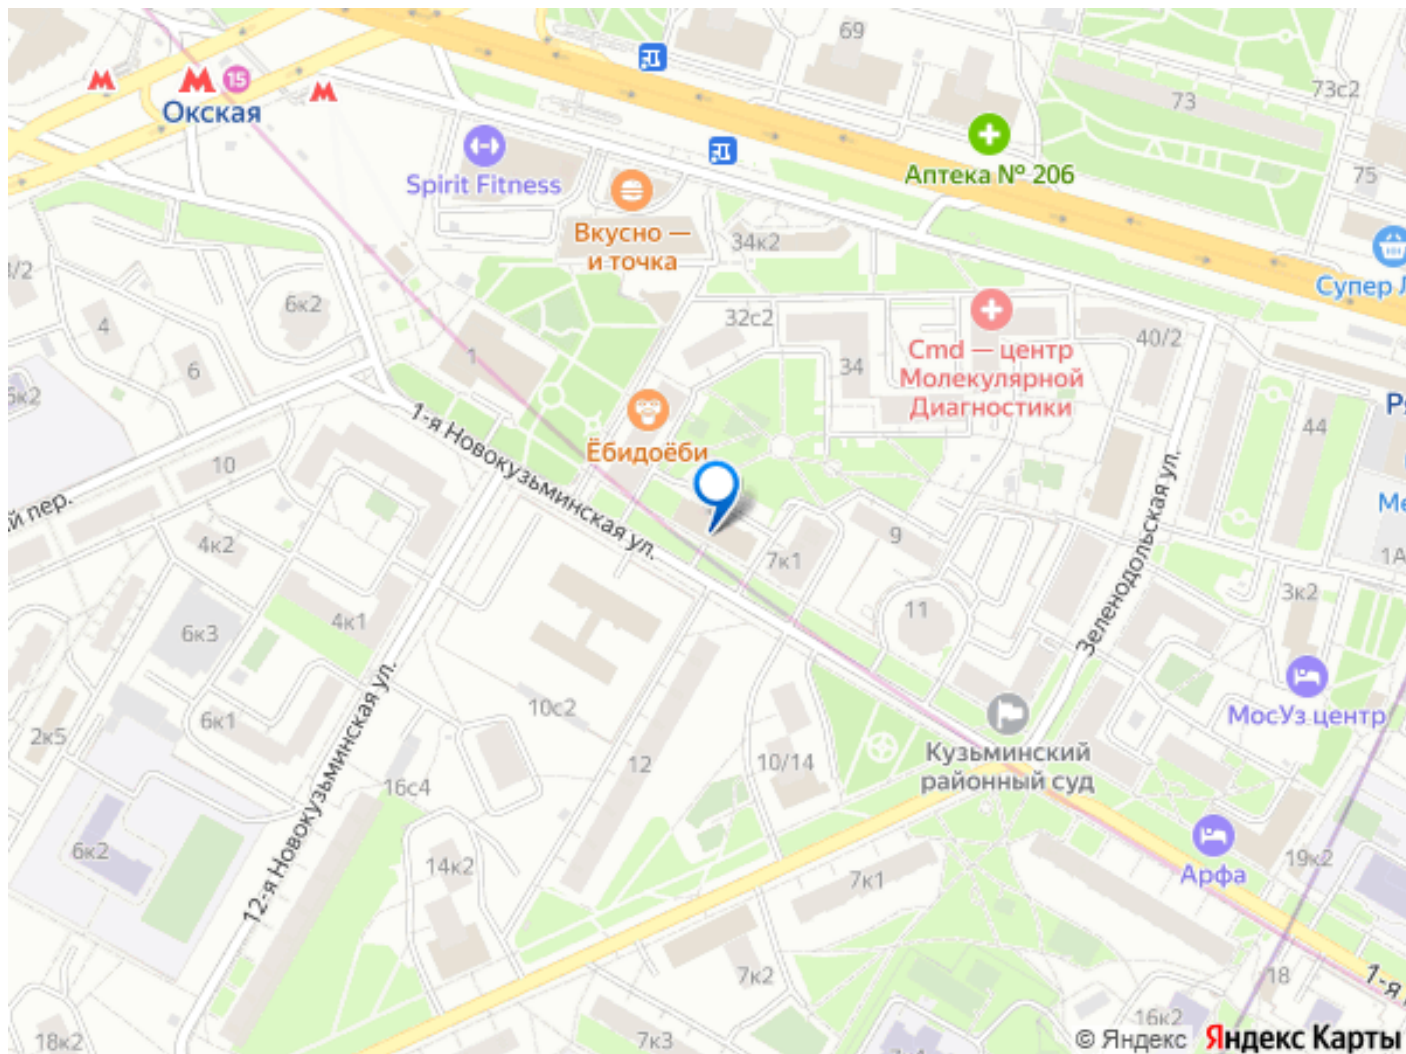 69
73с2
73
15
Окская
Аптека № 206
75
Spirit Fitness
Вкусно —
и точка
34к2
Супер
6к2
4
32с2
40/2
1
6
34
Cmd — центр
Молекулярной
Диагностики
44
1-я Новокузьминская ул.
Ёбидоёби
10
й пер.
4к2
9
7к1
1А
Зеленодольская ул.
3к2
11
6к3
4к1
6к1
10с2
2к5
МосУз центр
Кузьминский
районный суд
12
10/14
16с4
12-я Новокузьминская ул.
6к2
14к2
7к1
19к2
Арфа
7к2
18
1-я
16к2
18к2
7к3
© Яндекс Яндекс Карты